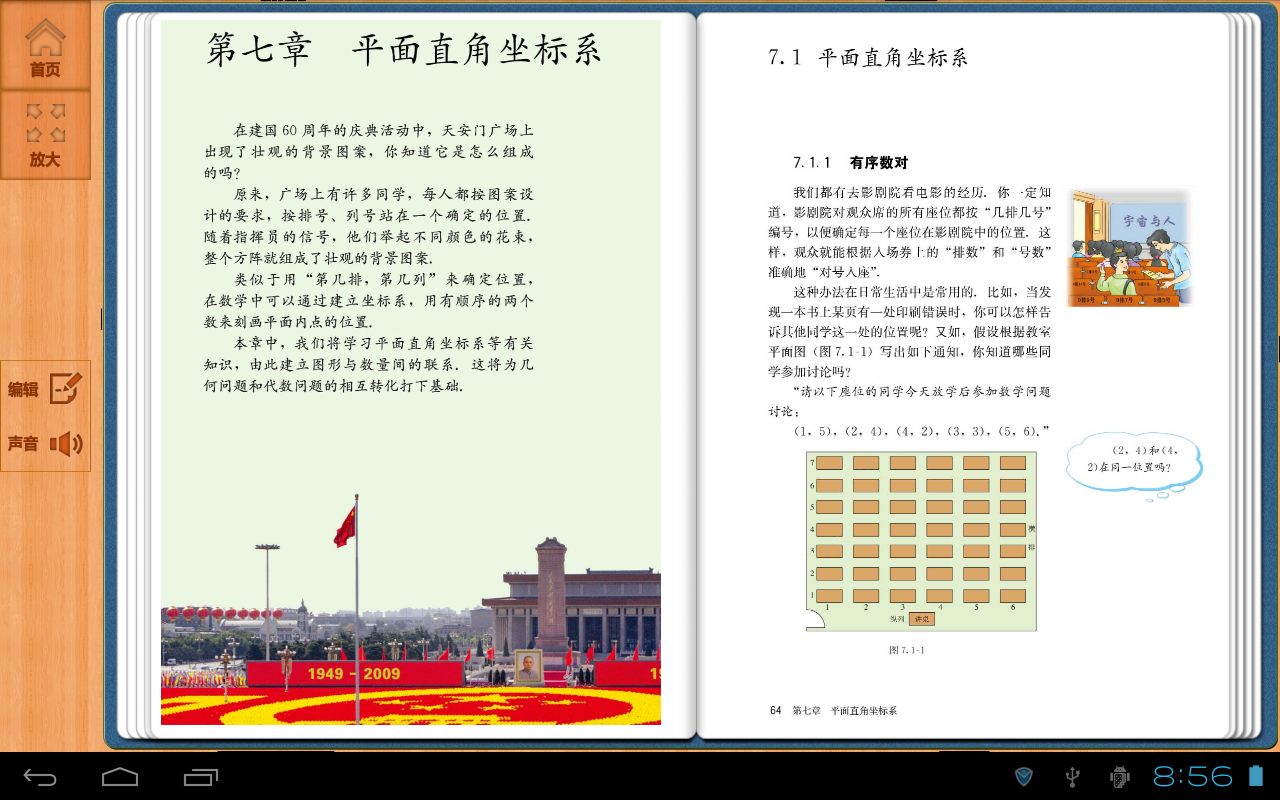 首页
放大
编辑
声音
第七章 平面直角坐标系
在建国 60 周年的庆典活动中，天安门广场上
出现了壮观的背景图案，你知道它是怎么组成
的吗？
原来，广场上有许多同学，每人都按图案设
计的要求，按排号、列号站在一个确定的位置．
随着指挥员的信号，他们举起不同颜色的花束，
整个方阵就组成了壮观的背景图案．
类似于用“第几排，第几列”来确定位置，
在数学中可以通过建立坐标系，用有顺序的两个
数来刻画平面内点的位置．
本章中，我们将学习平面直角坐标系等有关
知识，由此建立图形与数量间的联系．这将为几
何问题和代数问题的相互转化打下基础．
1949 - 2009
7.1 平面直角坐标系
7.1.1 有序数对
我们都有去影剧院看电影的经历．你一定知
道，影剧院对观众席的所有座位都按“几排几号”
编号，以便确定每一个座位在影剧院中的位置．这
样，观众就能根据入场券上的“排数”和“号数”
准确地“对号入座”．
宇宙与人
这种办法在日常生活中是常用的．比如，当发
现一本书上某页有一处印刷错误时，你可以怎样告
诉其他同学这一处的位置呢？又如，假设根据教室
平面图（图 7.1-1）写出如下通知，你知道哪些同
学参加讨论吗？
“请以下座位的同学今天放学后参加数学问题
讨论：
（1，5），（2，4），（4，2），（3，3），（5，6）．”
（2，4）和（4，
2）在同一位置吗？
7
6
5
4
3
2
1
横
排
1 2 3 4 5 6
纵列 讲桌
图 7.1-1
64 第七章 平面直角坐标系
8:56